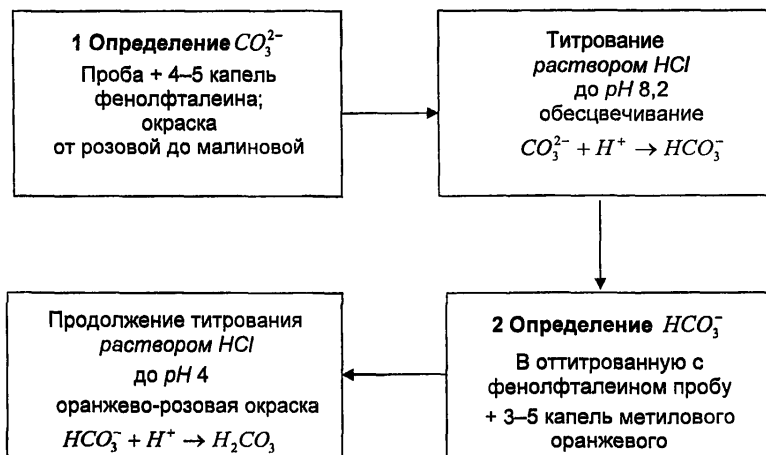 1 Определение CO₃²⁻
Проба + 4–5 капель
фенолфталеина;
окраска
от розовой до малиновой
Титрование
раствором HCl
до pH 8,2
обесцвечивание
CO₃²⁻ + H⁺ → HCO₃⁻
2 Определение HCO₃⁻
В оттитрованную с
фенолфталеином пробу
+ 3–5 капель метилового
оранжевого
Продолжение титрования
раствором HCl
до pH 4
оранжево-розовая окраска
HCO₃⁻ + H⁺ → H₂CO₃